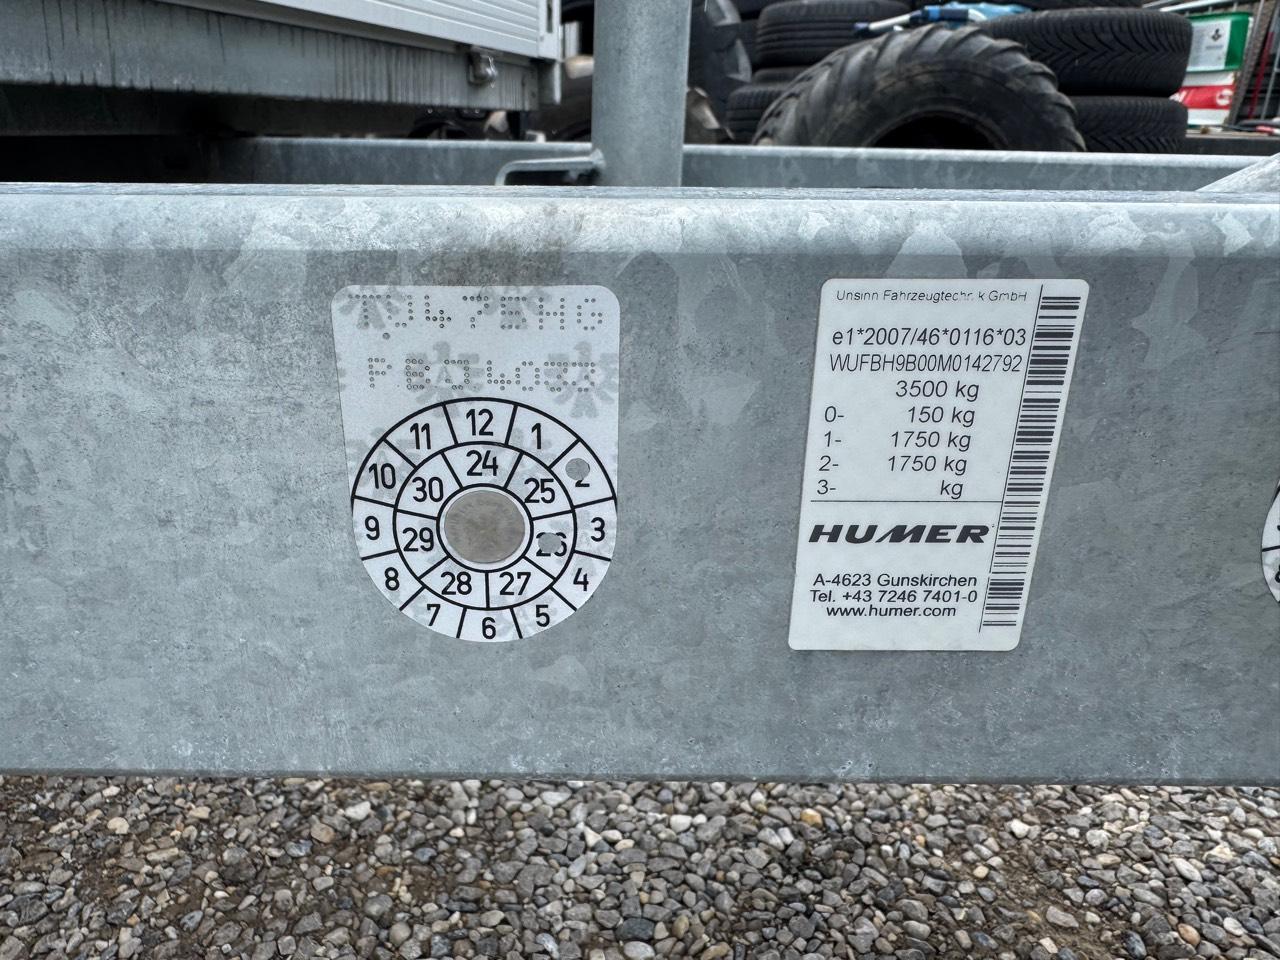 12
1
2
3
4
5
6
7
8
9
10
11
24
25
26
27
28
29
30
Unsinn Fahrzeugtechnik GmbH
e1*2007/46*0116*03
WUFBH9B00M0142792
3500 kg
0- 150 kg
1- 1750 kg
2- 1750 kg
3- kg
HUMER
A-4623 Gunskirchen
Tel. +43 7246 7401-0
www.humer.com